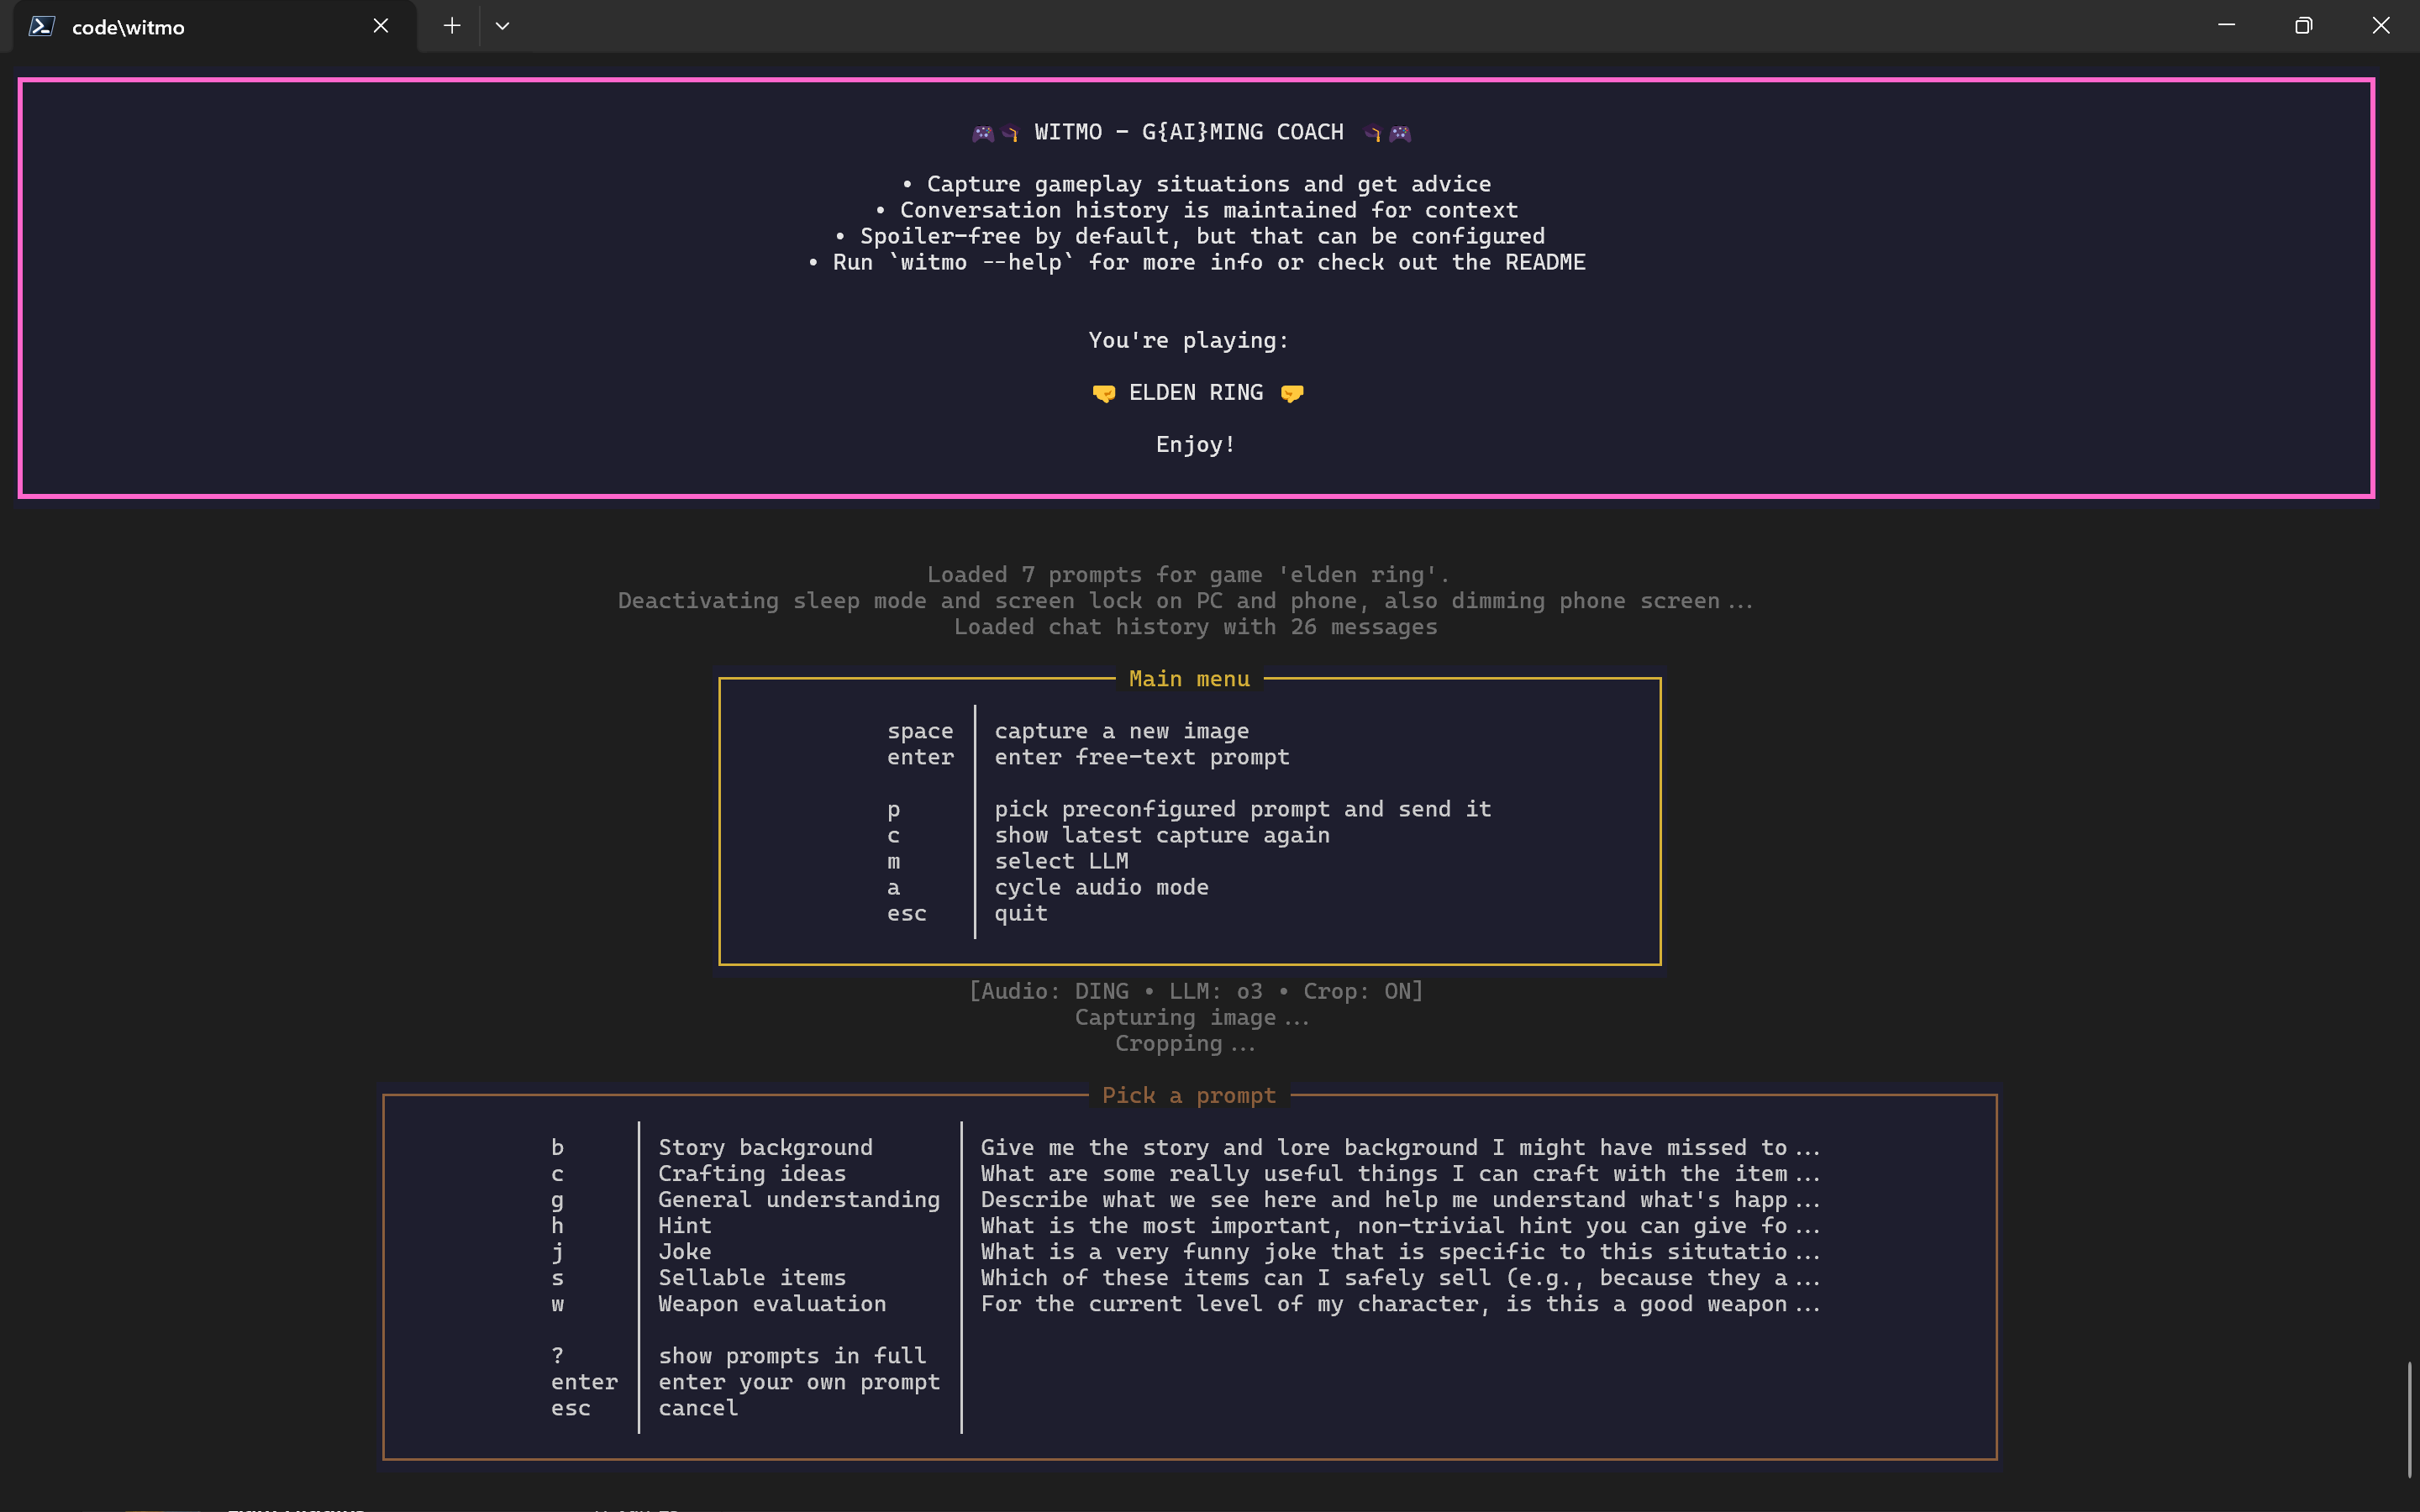 code\witmo
🎮🎓 WITMO - G{AI}MING COACH 🎓🎮
• Capture gameplay situations and get advice
• Conversation history is maintained for context
• Spoiler-free by default, but that can be configured
• Run `witmo --help` for more info or check out the README
You're playing:
🤜 ELDEN RING 🤛
Enjoy!
Loaded 7 prompts for game 'elden ring'.
Deactivating sleep mode and screen lock on PC and phone, also dimming phone screen...
Loaded chat history with 26 messages
Main menu
space capture a new image
enter enter free-text prompt
p pick preconfigured prompt and send it
c show latest capture again
m select LLM
a cycle audio mode
esc quit
[Audio: DING • LLM: o3 • Crop: ON]
Capturing image...
Cropping...
Pick a prompt
b Story background Give me the story and lore background I might have missed to...
c Crafting ideas What are some really useful things I can craft with the item...
g General understanding Describe what we see here and help me understand what's happ...
h Hint What is the most important, non-trivial hint you can give fo...
j Joke What is a very funny joke that is specific to this situtatio...
s Sellable items Which of these items can I safely sell (e.g., because they a...
w Weapon evaluation For the current level of my character, is this a good weapon...
? show prompts in full
enter enter your own prompt
esc cancel